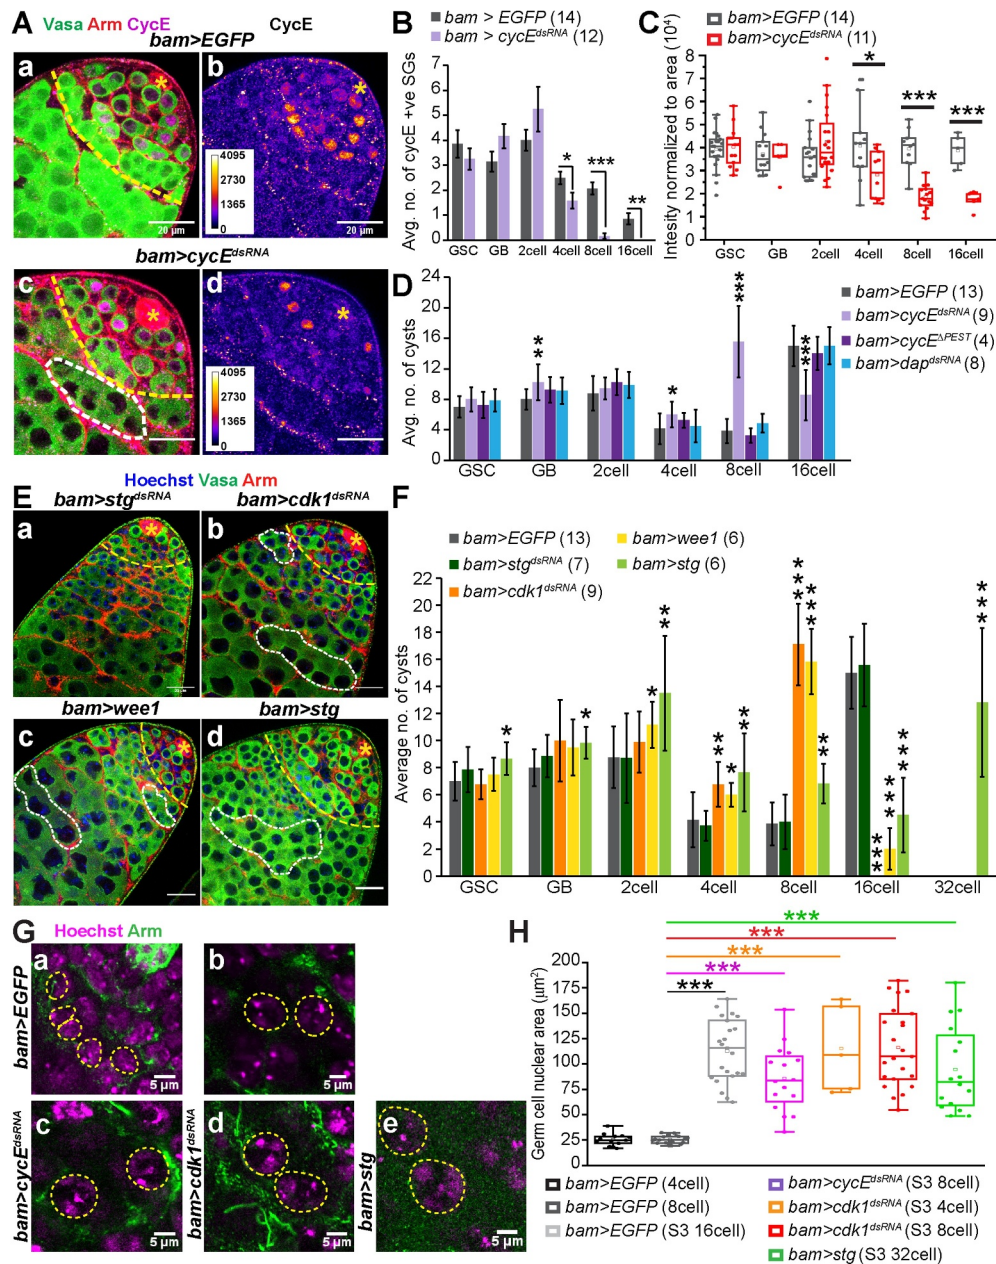 A
Vasa Arm CycE
CycE
bam>EGFP
a
*
20 µm
b
*
4095
2730
1365
0
20 µm
bam>cycE^dsRNA
c
*
d
*
4095
2730
1365
0
B
bam > EGFP (14)
bam > cycE^dsRNA (12)
Avg. no. of cycE +ve SGs
8
7
6
5
4
3
2
1
0
*
***
**
GSC GB 2cell 4cell 8cell 16cell
C
bam>EGFP (14)
bam>cycE^dsRNA (11)
Intesity normalized to area (10⁴)
8
7
6
5
4
3
2
1
0
*
***
***
GSC GB 2cell 4cell 8cell 16cell
D
Avg. no. of cysts
24
20
16
12
8
4
0
**
*
***
***
bam>EGFP (13)
bam>cycE^dsRNA (9)
bam>cycE^ΔPEST (4)
bam>dap^dsRNA (8)
GSC GB 2cell 4cell 8cell 16cell
E
Hoechst Vasa Arm
bam>stg^dsRNA
bam>cdk1^dsRNA
a
*
b
*
bam>wee1
bam>stg
c
*
d
*
F
bam>EGFP (13)
bam>wee1 (6)
bam>stg^dsRNA (7)
bam>stg (6)
bam>cdk1^dsRNA (9)
Average no. of cysts
22
20
18
16
14
12
10
8
6
4
2
0
*
*
*
**
**
*
**
***
***
**
***
***
***
***
GSC GB 2cell 4cell 8cell 16cell 32cell
G
Hoechst Arm
bam>EGFP
a
5 µm
b
5 µm
bam>cycE^dsRNA
c
5 µm
bam>cdk1^dsRNA
d
5 µm
bam>stg
e
5 µm
H
Germ cell nuclear area (µm²)
200
175
150
125
100
75
50
25
0
***
***
***
***
***
bam>EGFP (4cell)
bam>EGFP (8cell)
bam>EGFP (S3 16cell)
bam>cycE^dsRNA (S3 8cell)
bam>cdk1^dsRNA (S3 4cell)
bam>cdk1^dsRNA (S3 8cell)
bam>stg (S3 32cell)